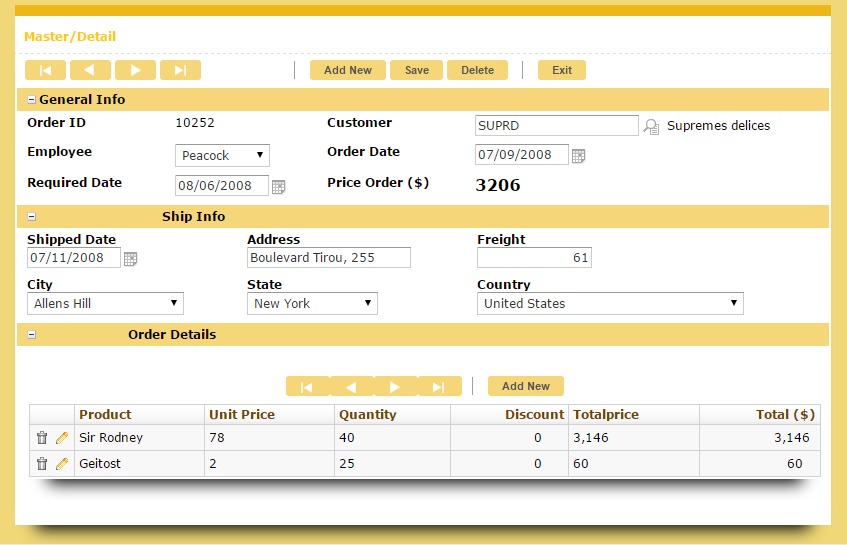 Master/Detail
Add New Save Delete Exit
General Info
Order ID 10252 Customer SUPRD Supremes delices
Employee Peacock Order Date 07/09/2008
Required Date 08/06/2008 Price Order ($) 3206
Ship Info
Shipped Date Address Freight
07/11/2008 Boulevard Tirou, 255 61
City State Country
Allens Hill New York United States
Order Details
Add New
Product Unit Price Quantity Discount Totalprice Total ($)
Sir Rodney 78 40 0 3,146 3,146
Geitost 2 25 0 60 60